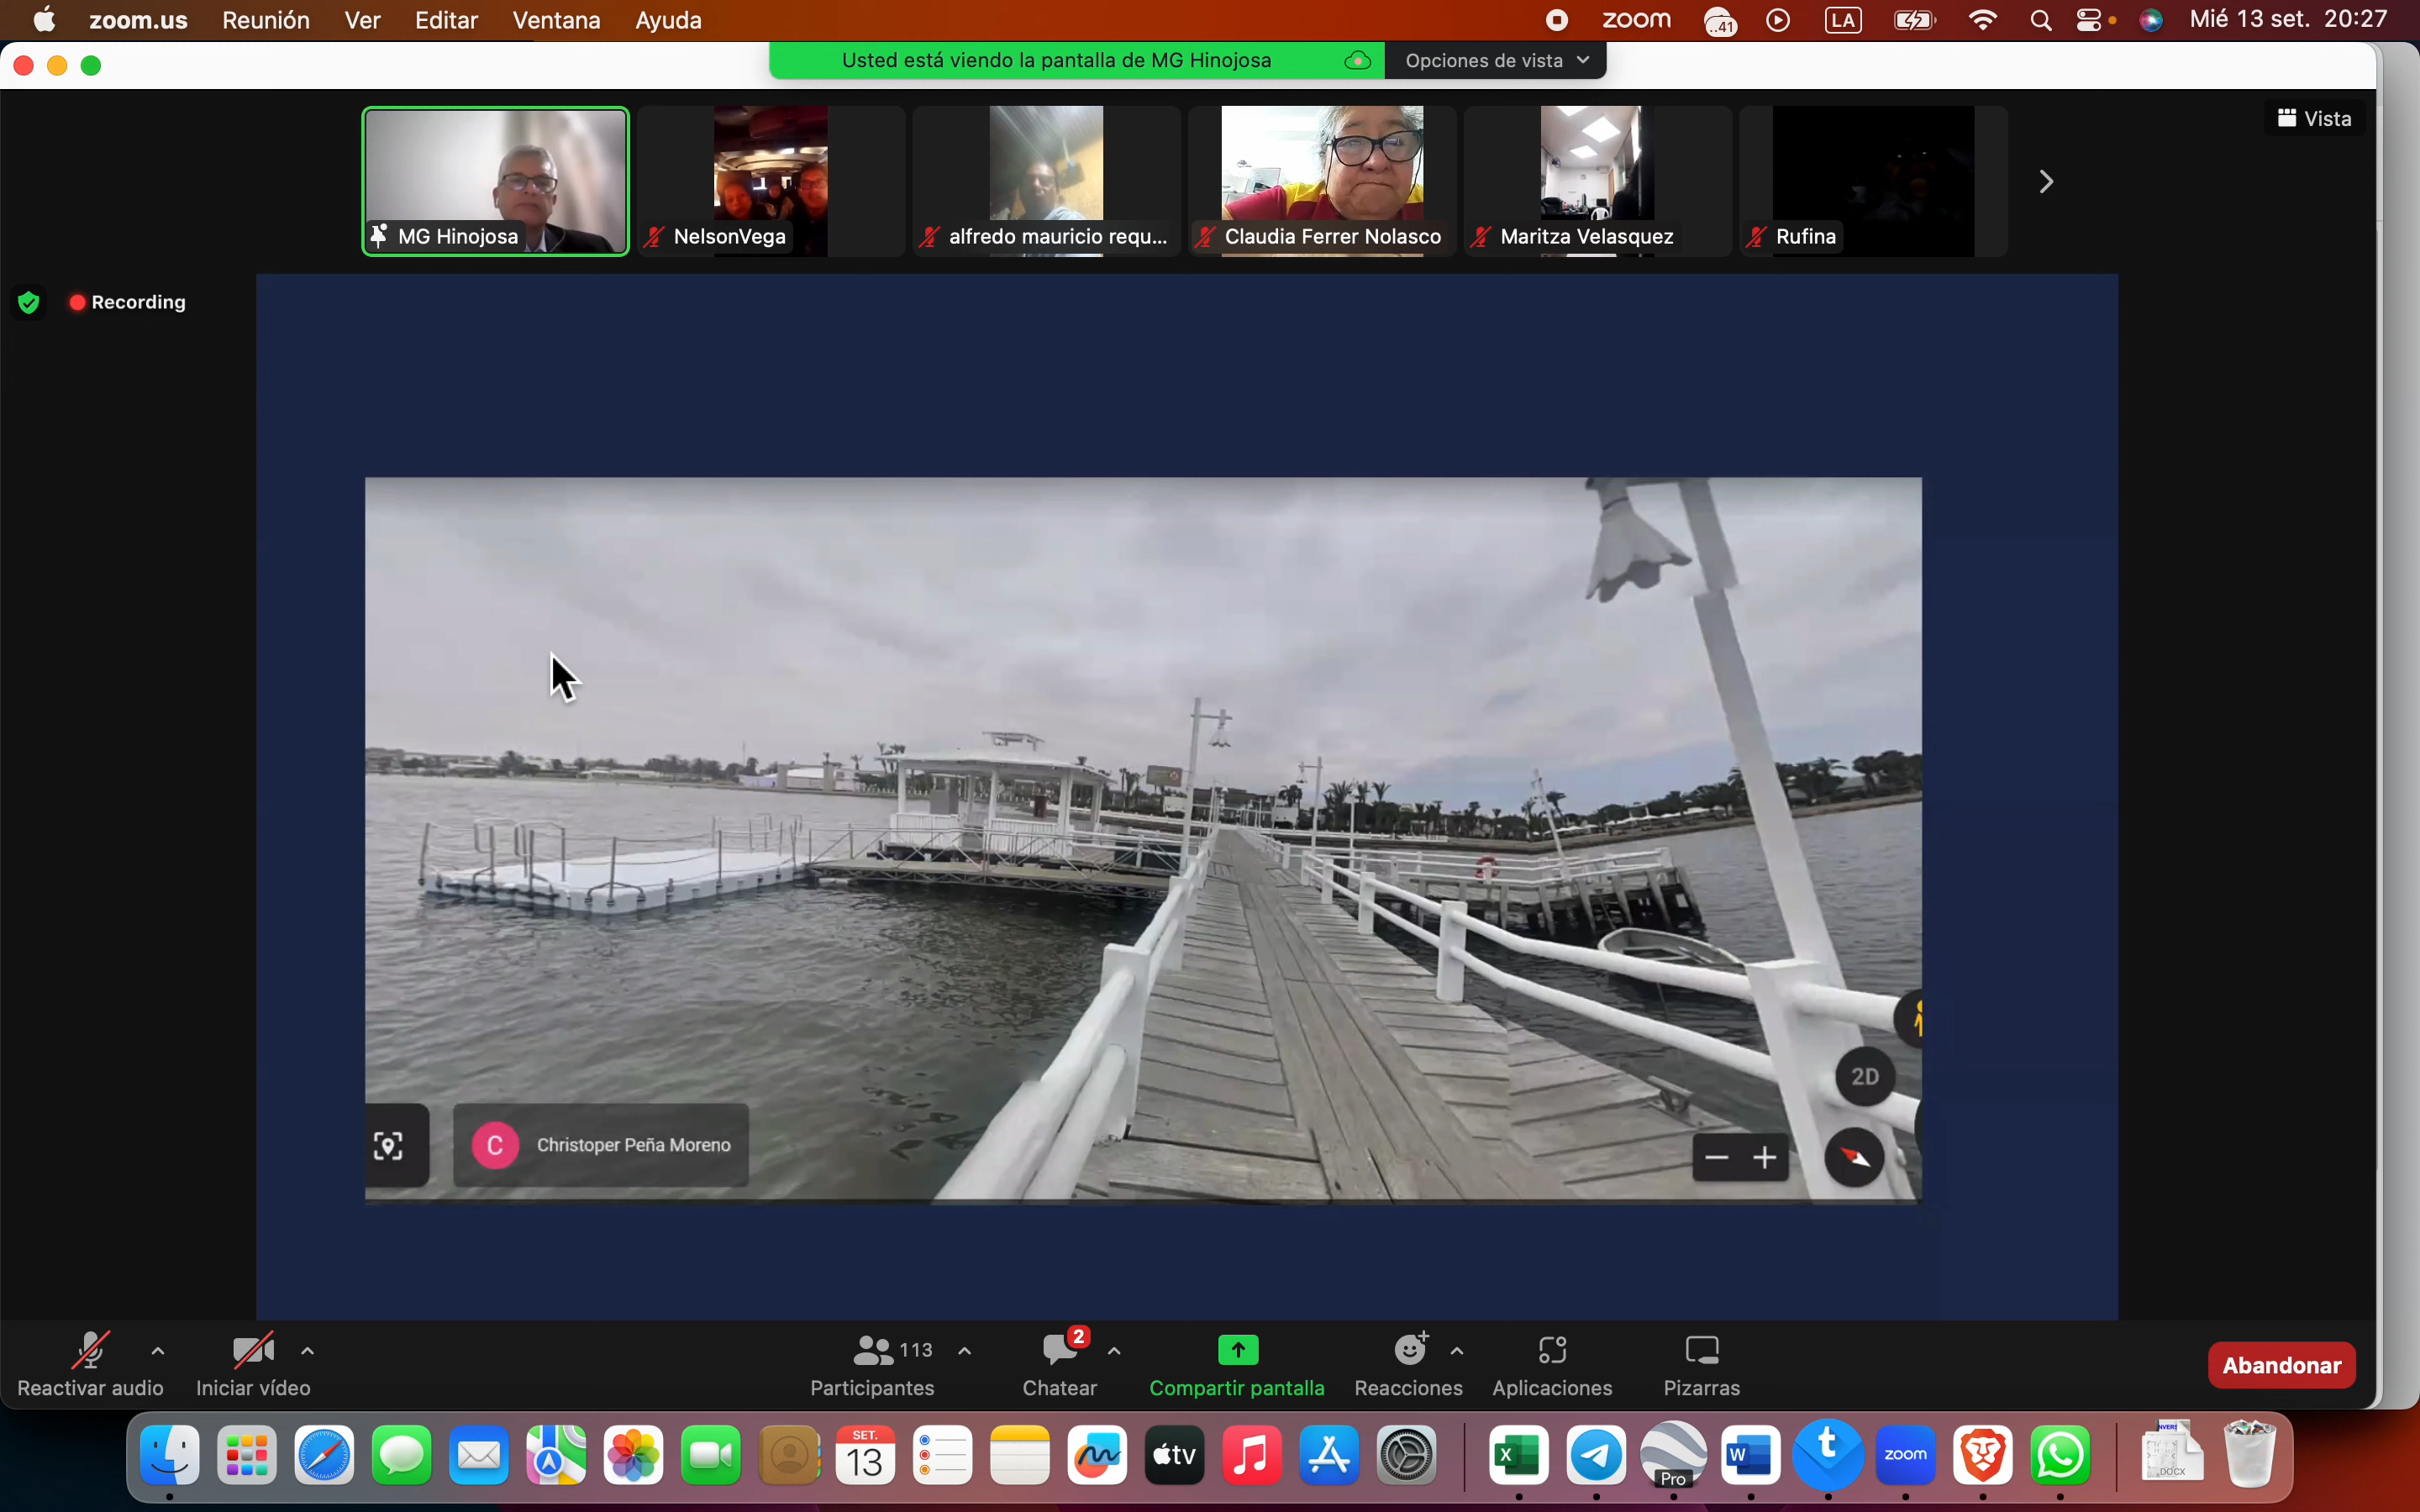 zoom.us Reunión Ver Editar Ventana Ayuda zoom ..41 LA Mié 13 set. 20:27
Usted está viendo la pantalla de MG Hinojosa Opciones de vista
Vista
MG Hinojosa NelsonVega alfredo mauricio requ... Claudia Ferrer Nolasco Maritza Velasquez Rufina
Recording
2D
C Christoper Peña Moreno
113 2
Reactivar audio Iniciar vídeo Participantes Chatear Compartir pantalla Reacciones Aplicaciones Pizarras Abandonar
SET.
13 tv X Pro W t zoom DOCX